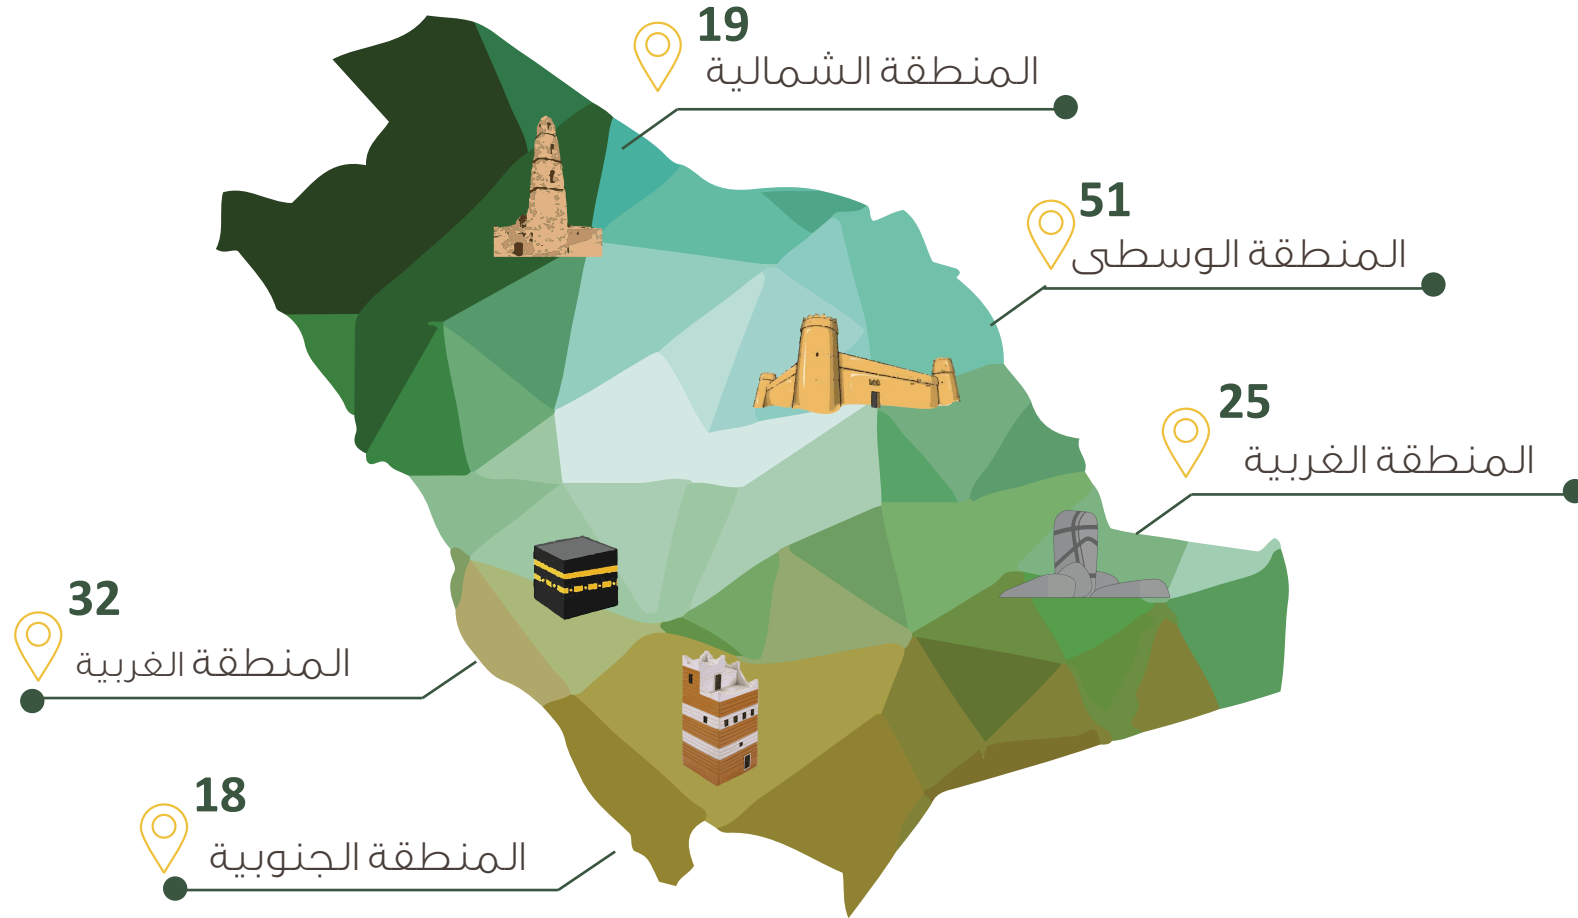 19
المنطقة الشمالية
51
المنطقة الوسطى
25
المنطقة الغربية
32
المنطقة الغربية
18
المنطقة الجنوبية